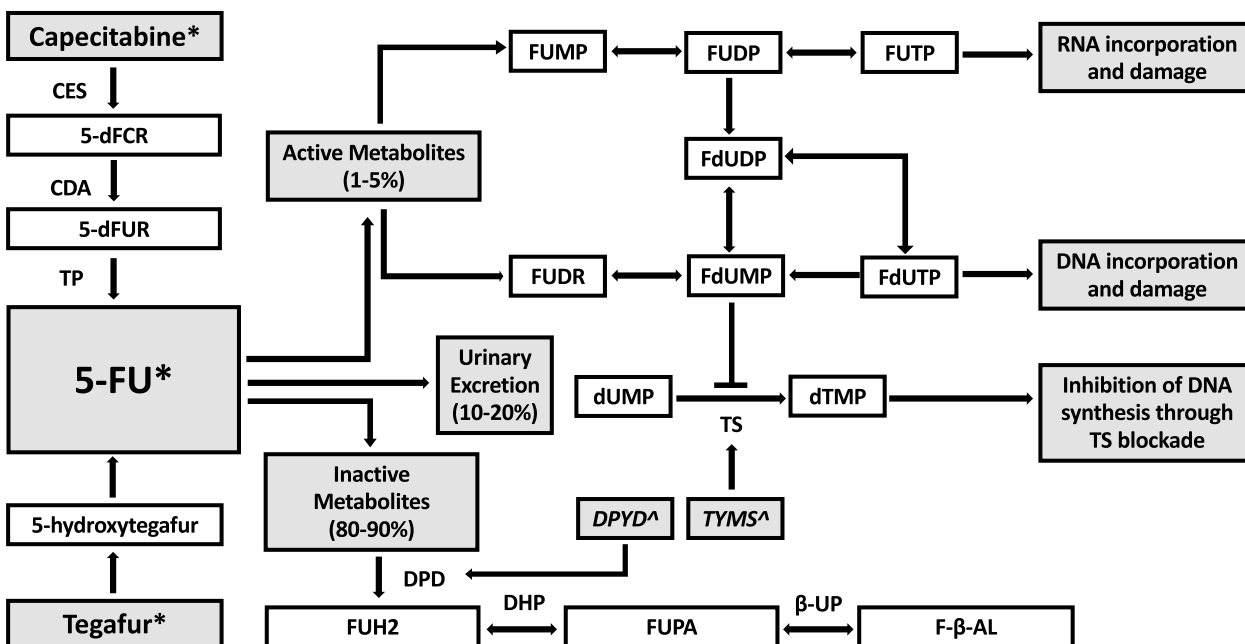 Capecitabine*
CES
5-dFCR
CDA
5-dFUR
TP
5-FU*
5-hydroxytegafur
Tegafur*
Active Metabolites
(1-5%)
Urinary
Excretion
(10-20%)
Inactive
Metabolites
(80-90%)
FUMP
FUDP
FUTP
RNA incorporation
and damage
FdUDP
FUDR
FdUMP
FdUTP
DNA incorporation
and damage
dUMP
TS
dTMP
Inhibition of DNA
synthesis through
TS blockade
DPYD^
TYMS^
DPD
FUH2
DHP
FUPA
β-UP
F-β-AL